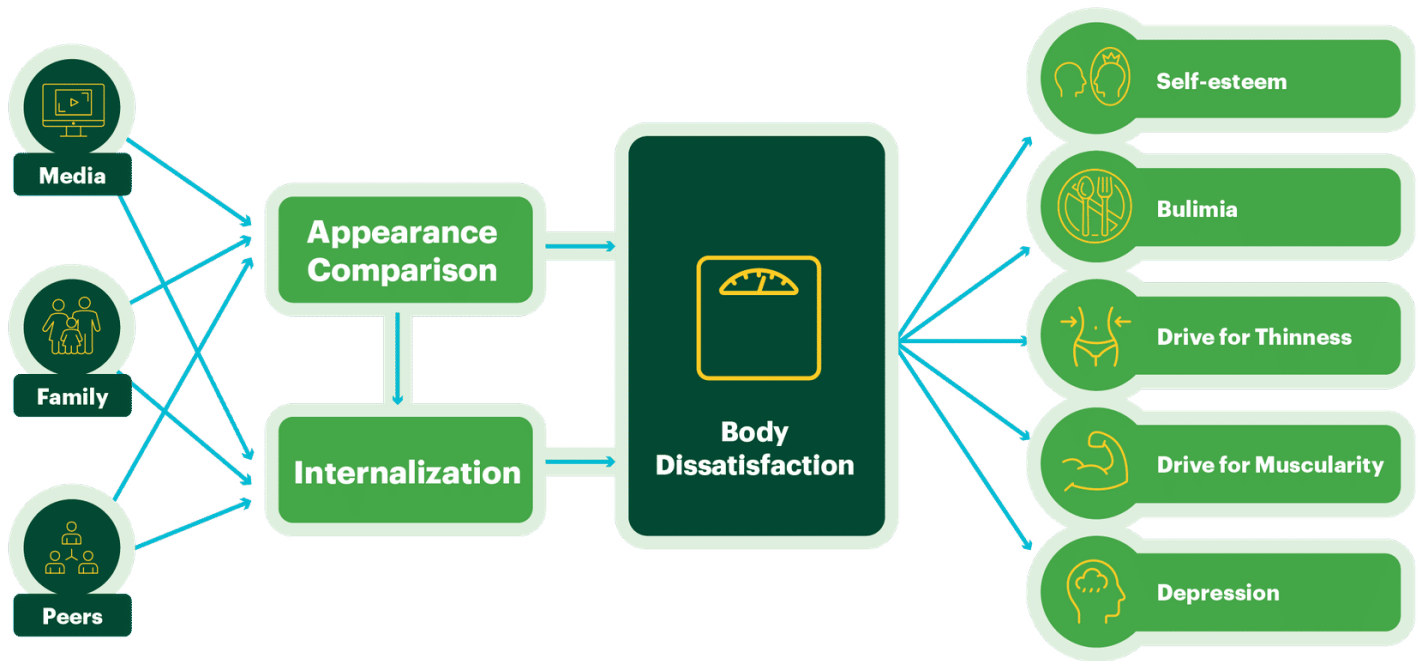 Media
Family
Peers
Appearance
Comparison
Internalization
Body
Dissatisfaction
Self-esteem
Bulimia
Drive for Thinness
Drive for Muscularity
Depression